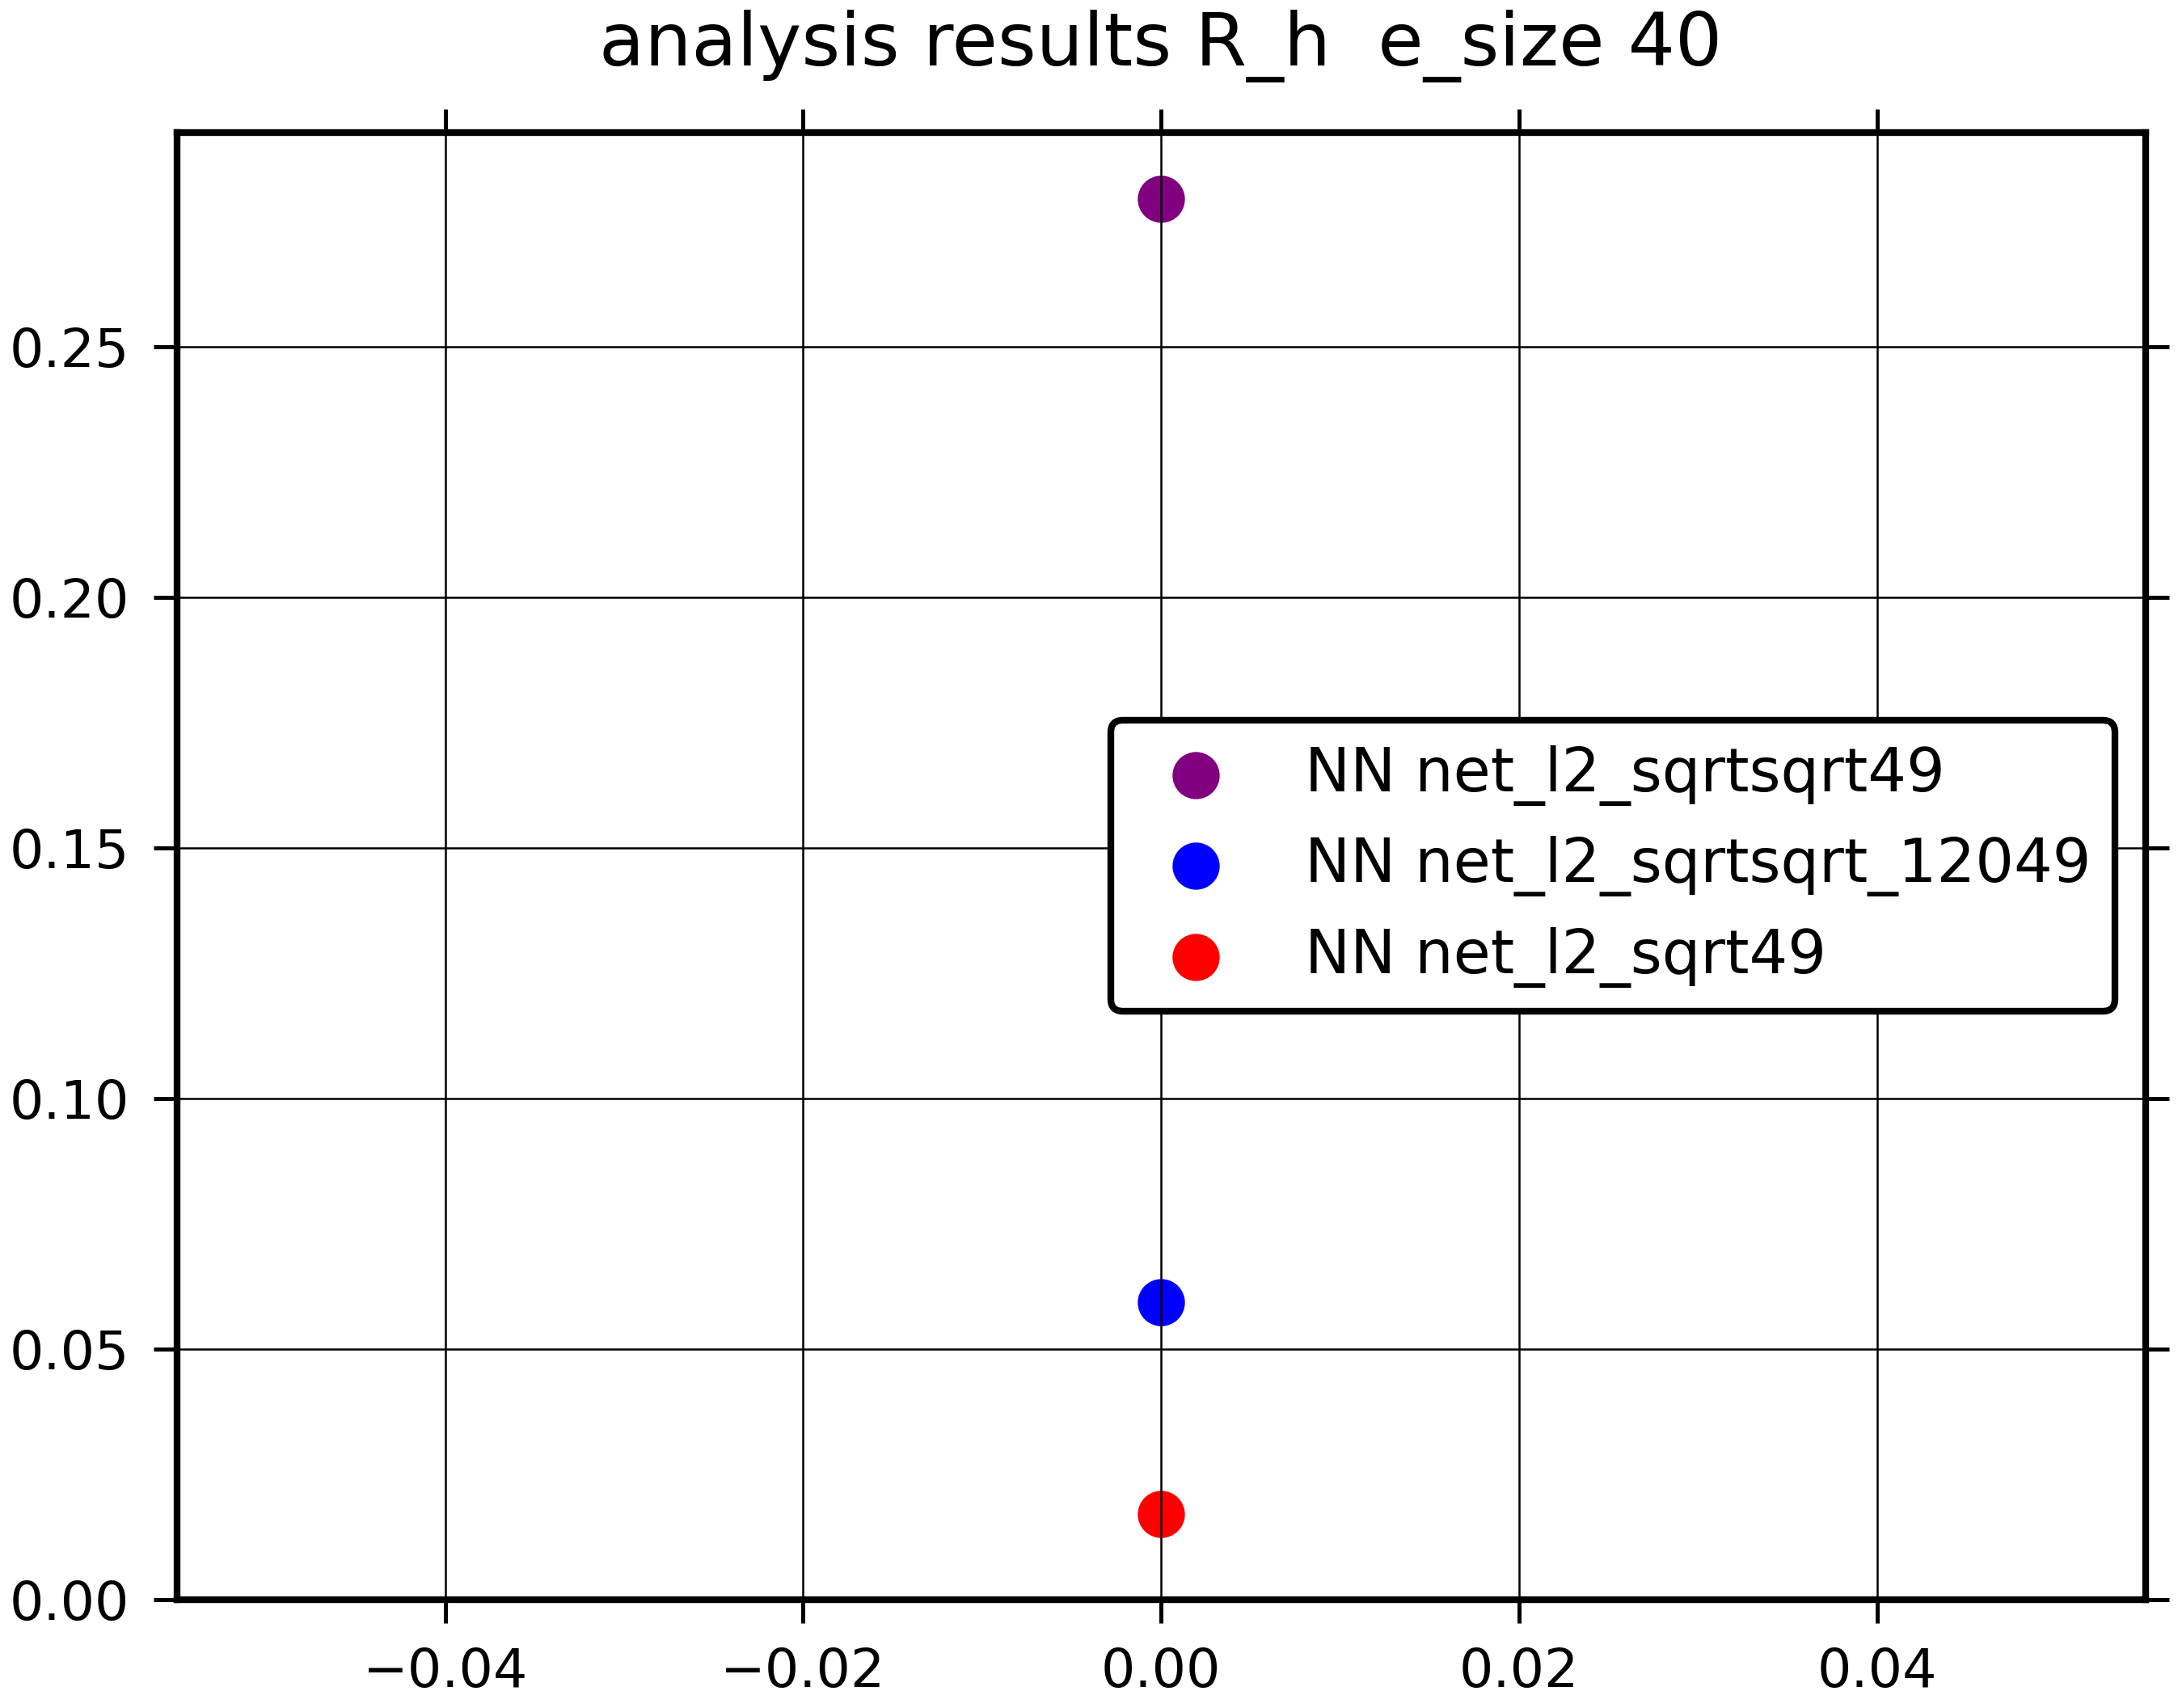 analysis results R_h  e_size 40
0.25
0.20
0.15
0.10
0.05
0.00
NN net_l2_sqrtsqrt49
NN net_l2_sqrtsqrt_12049
NN net_l2_sqrt49
−0.04
−0.02
0.00
0.02
0.04